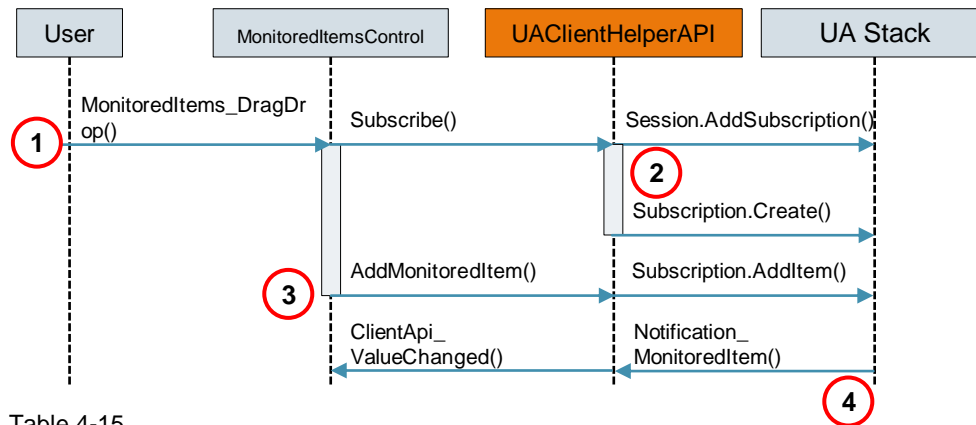 User
MonitoredItemsControl
UAClientHelperAPI
UA Stack
MonitoredItems_DragDr
op()
Subscribe()
Session.AddSubscription()
1
2
Subscription.Create()
3
AddMonitoredItem()
Subscription.AddItem()
ClientApi_
ValueChanged()
Notification_
MonitoredItem()
4
Table 4-15